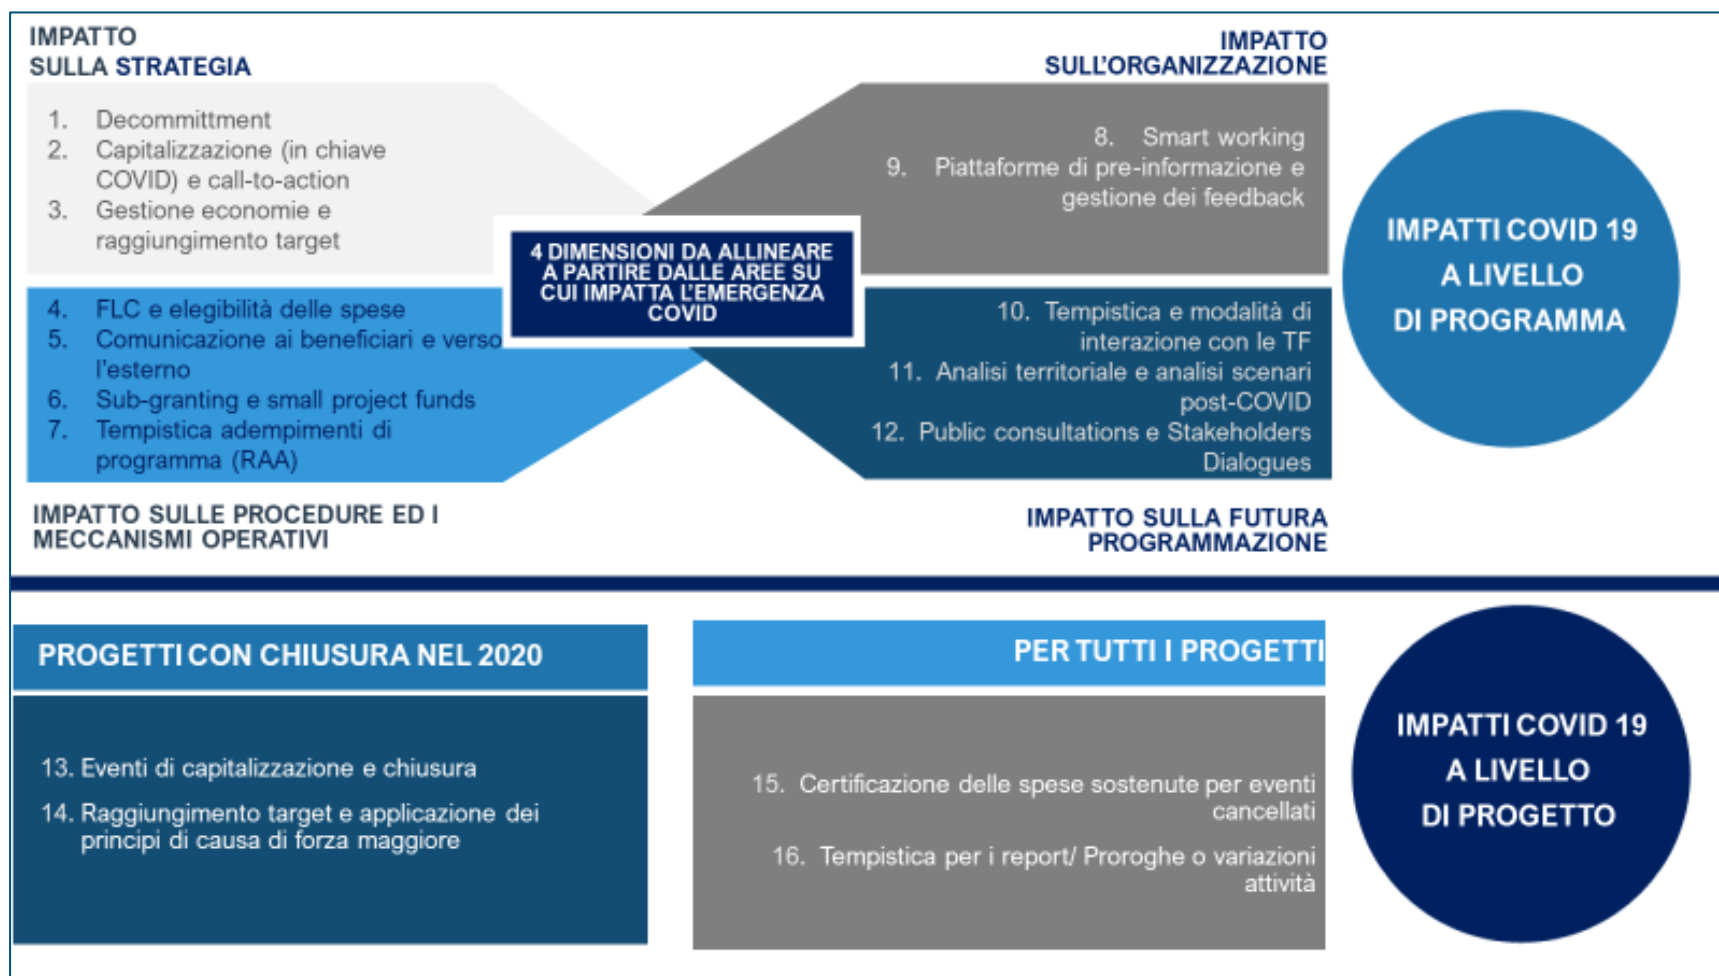 IMPATTO
SULLA STRATEGIA
1. Decommittment
2. Capitalizzazione (in chiave
COVID) e call-to-action
3. Gestione economie e
raggiungimento target
IMPATTO
SULL'ORGANIZZAZIONE
8. Smart working
9. Piattaforme di pre-informazione e
gestione dei feedback
4 DIMENSIONI DA ALLINEARE
A PARTIRE DALLE AREE SU
CUI IMPATTA L'EMERGENZA
COVID
4. FLC e elegibilità delle spese
5. Comunicazione ai beneficiari e verso
l'esterno
6. Sub-granting e small project funds
7. Tempistica adempimenti di
programma (RAA)
IMPATTO SULLE PROCEDURE ED I
MECCANISMI OPERATIVI
10. Tempistica e modalità di
interazione con le TF
11. Analisi territoriale e analisi scenari
post-COVID
12. Public consultations e Stakeholders
Dialogues
IMPATTO SULLA FUTURA
PROGRAMMAZIONE
IMPATTI COVID 19
A LIVELLO
DI PROGRAMMA
PROGETTI CON CHIUSURA NEL 2020
13. Eventi di capitalizzazione e chiusura
14. Raggiungimento target e applicazione dei
principi di causa di forza maggiore
PER TUTTI I PROGETTI
15. Certificazione delle spese sostenute per eventi
cancellati
16. Tempistica per i report/ Proroghe o variazioni
attività
IMPATTI COVID 19
A LIVELLO
DI PROGETTO